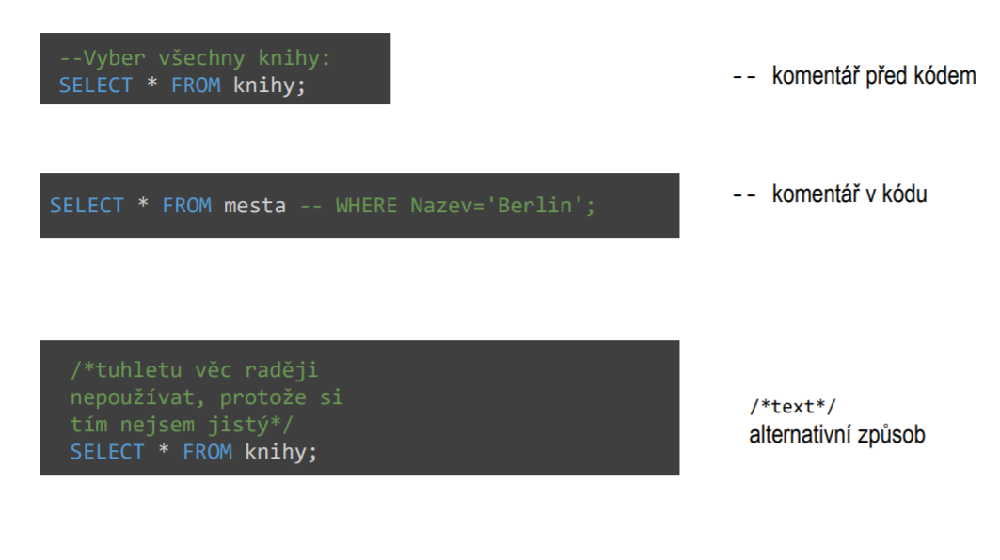 --Vyber všechny knihy:
SELECT * FROM knihy;
-- komentář před kódem
SELECT * FROM mesta -- WHERE Nazev='Berlin';
-- komentář v kódu
/*tuhletu věc raději
nepoužívat, protože si
tím nejsem jistý*/
SELECT * FROM knihy;
/*text*/
alternativní způsob